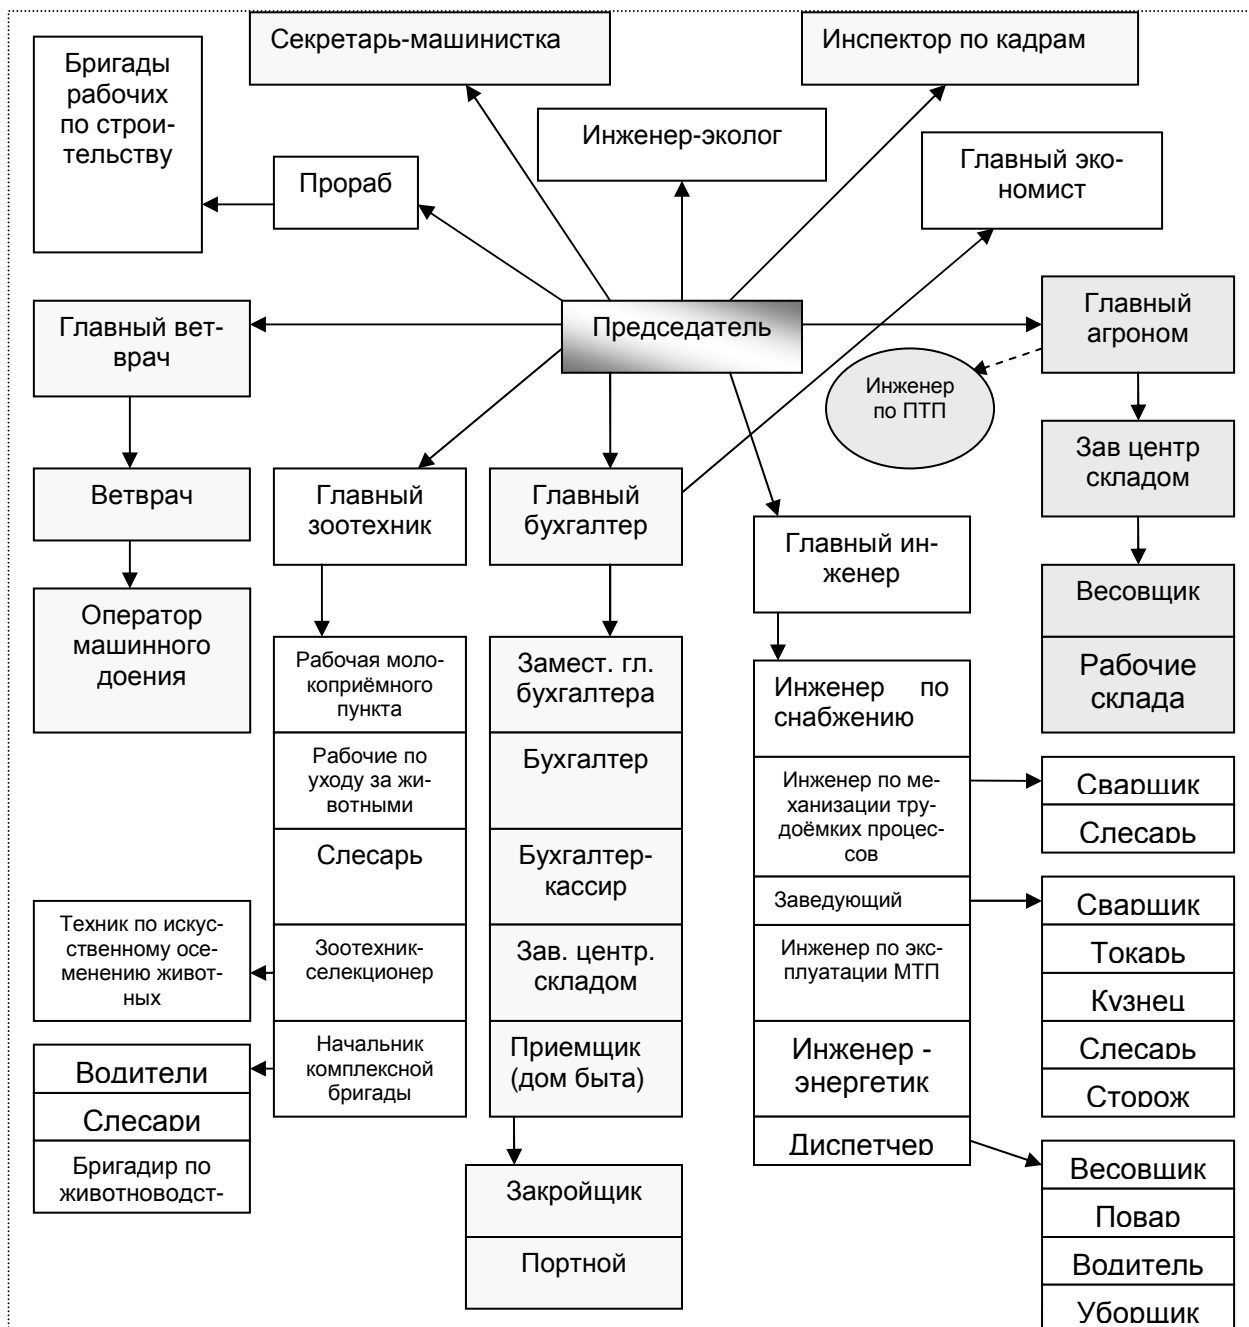 Секретарь-машинистка
Инспектор по кадрам
Бригады
рабочих
по строи-
тельству
Прораб
Инженер-эколог
Главный эко-
номист
Главный вет-
врач
Председатель
Главный
агроном
Инженер
по ПТП
Ветврач
Главный
зоотехник
Главный
бухгалтер
Главный ин-
женер
Зав центр
складом
Оператор
машинного
доения
Весовщик
Рабочие
склада
Рабочая моло-
коприёмного
пункта
Рабочие по
уходу за жи-
вотными
Слесарь
Зоотехник-
селекционер
Начальник
комплексной
бригады
Замест. гл.
бухгалтера
Бухгалтер
Бухгалтер-
кассир
Зав. центр.
складом
Приемщик
(дом быта)
Инженер по
снабжению
Инженер по ме-
ханизации тру-
доёмких процес-
сов
Заведующий
Инженер по экс-
плуатации МТП
Инженер -
энергетик
Диспетчер
Сварщик
Слесарь
Сварщик
Токарь
Кузнец
Слесарь
Сторож
Техник по искус-
ственному осе-
менению живот-
ных
Водители
Слесари
Бригадир по
животноводст-
Закройщик
Портной
Весовщик
Повар
Водитель
Уборщик